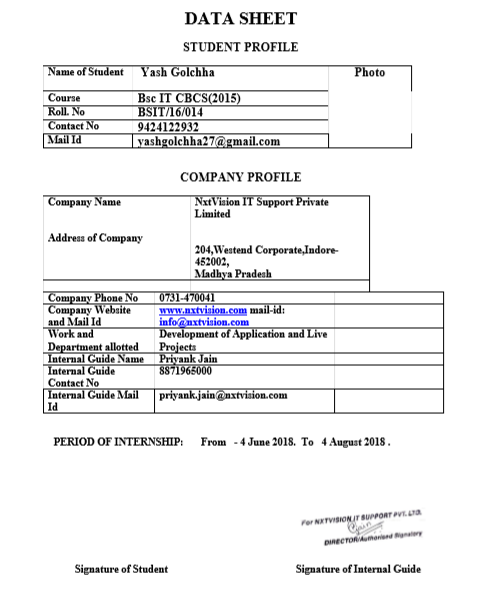 DATA SHEET
STUDENT PROFILE
Name of Student Yash Golchha Photo
Course Bsc IT CBCS(2015)
Roll. No BSIT/16/014
Contact No 9424122932
Mail Id yashgolchha27@gmail.com
COMPANY PROFILE
Company Name NxtVision IT Support Private
Limited
Address of Company
204,Westend Corporate,Indore-
452002,
Madhya Pradesh
Company Phone No 0731-470041
Company Website www.nxtvision.com mail-id:
and Mail Id info@nxtvision.com
Work and Development of Application and Live
Department allotted Projects
Internal Guide Name Priyank Jain
Internal Guide 8871965000
Contact No
Internal Guide Mail priyank.jain@nxtvision.com
Id
PERIOD OF INTERNSHIP: From - 4 June 2018. To 4 August 2018 .
For NXTVISION IT SUPPORT PVT. LTD.
DIRECTOR/Authorised Signatory
Signature of Student Signature of Internal Guide